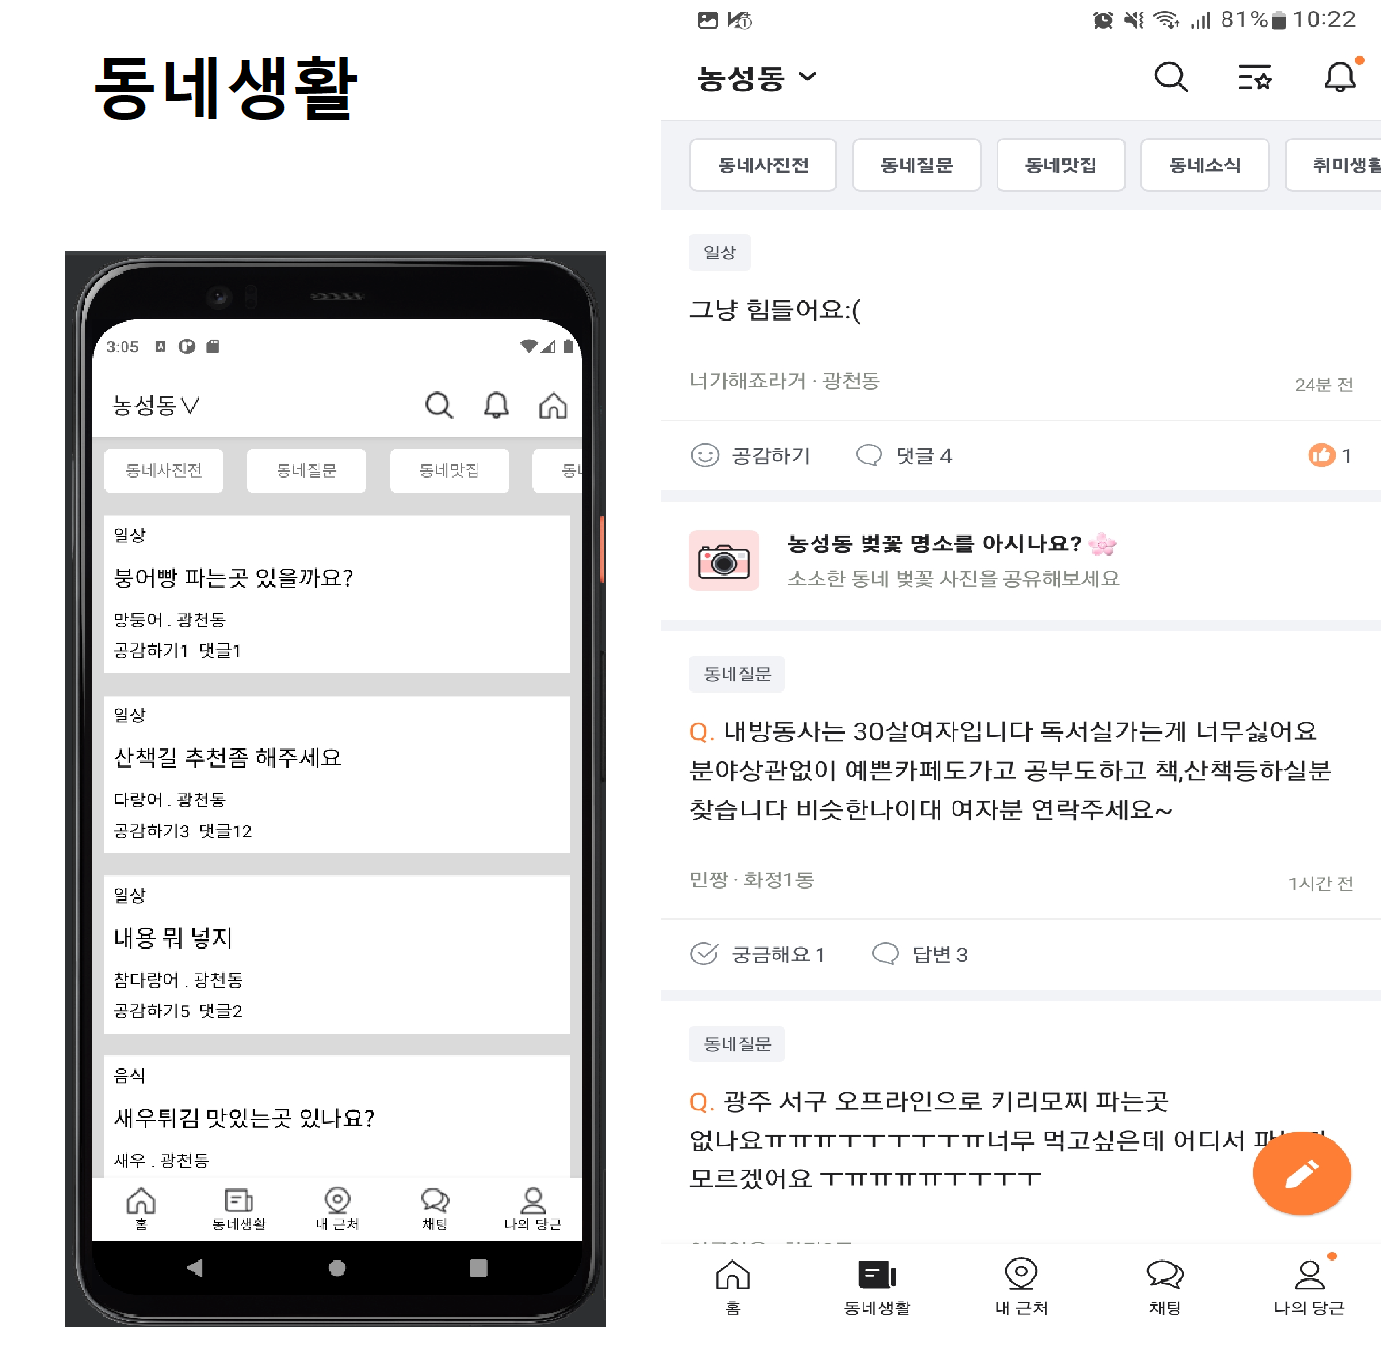 동네생활
3:05
농성동∨
동네사진전 동네질문 동네맛집
일상
붕어빵 파는곳 있을까요?
망둥어 . 광천동
공감하기1 댓글1
일상
산책길 추천좀 해주세요
다랑어 . 광천동
공감하기3 댓글12
일상
내용 뭐 넣지
참다랑어 . 광천동
공감하기5 댓글2
음식
새우튀김 맛있는곳 있나요?
새우 . 광천동
홈 동네생활 내 근처 채팅 나의 당근
81% 10:22
농성동
동네사진전 동네질문 동네맛집 동네소식 취미생활
일상
그냥 힘들어요:(
너가해죠라거 · 광천동 24분 전
공감하기 댓글 4 1
농성동 벚꽃 명소를 아시나요?
소소한 동네 벚꽃 사진을 공유해보세요
동네질문
Q. 내방동사는 30살여자입니다 독서실가는게 너무싫어요
분야상관없이 예쁜카페도가고 공부도하고 책,산책등하실분
찾습니다 비슷한나이대 여자분 연락주세요~
민짱 · 화정1동 1시간 전
궁금해요 1 답변 3
동네질문
Q. 광주 서구 오프라인으로 키리모찌 파는곳
없나요ㅠㅠㅠㅜㅜㅜㅜㅜㅠ너무 먹고싶은데 어디서
모르겠어요 ㅜㅠㅠㅠㅠㅜㅜㅜㅜ
홈 동네생활 내 근처 채팅 나의 당근